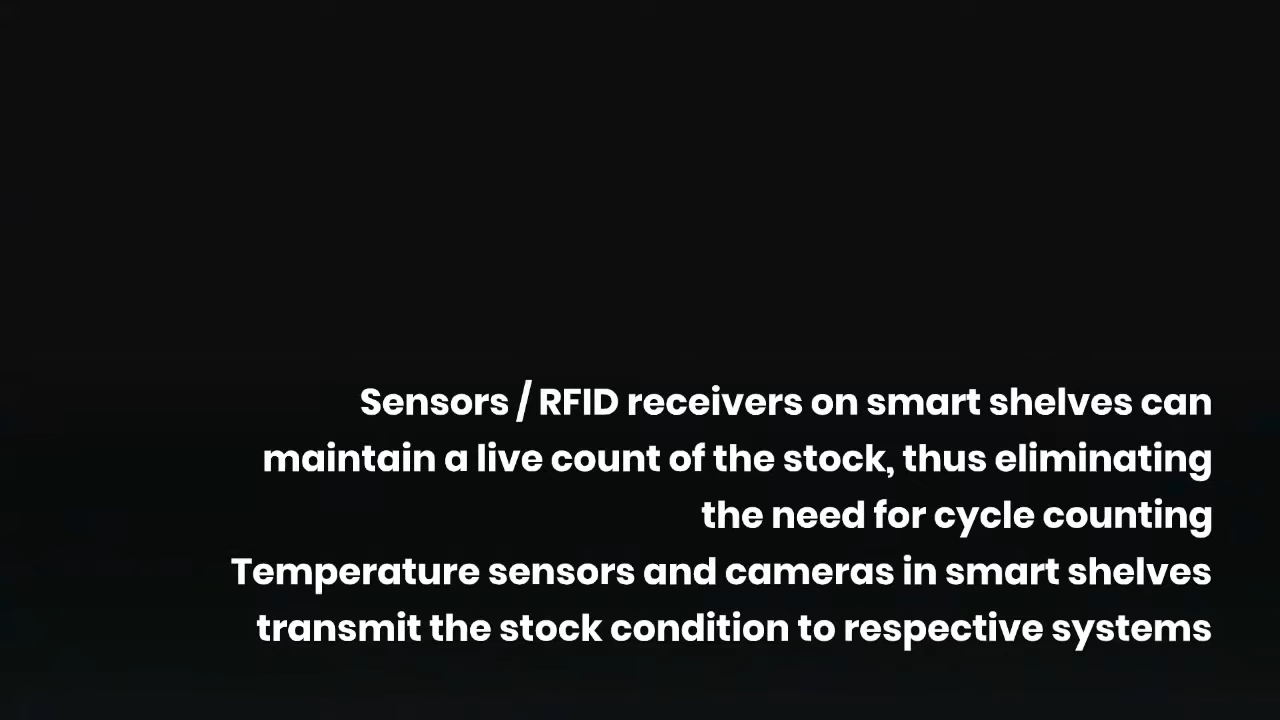 Sensors / RFID receivers on smart shelves can
maintain a live count of the stock, thus eliminating
the need for cycle counting
Temperature sensors and cameras in smart shelves
transmit the stock condition to respective systems